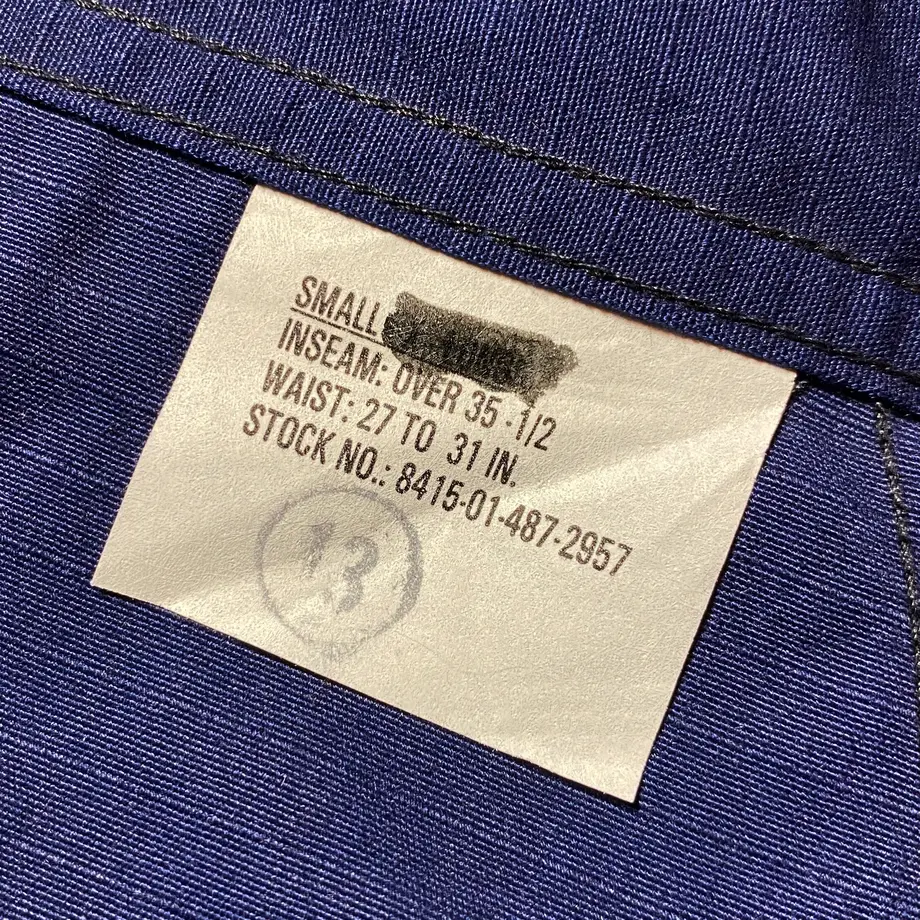 SMALL
INSEAM: OVER 35-1/2
WAIST: 27 TO 31 IN.
STOCK NO.: 8415-01-487-2957
13